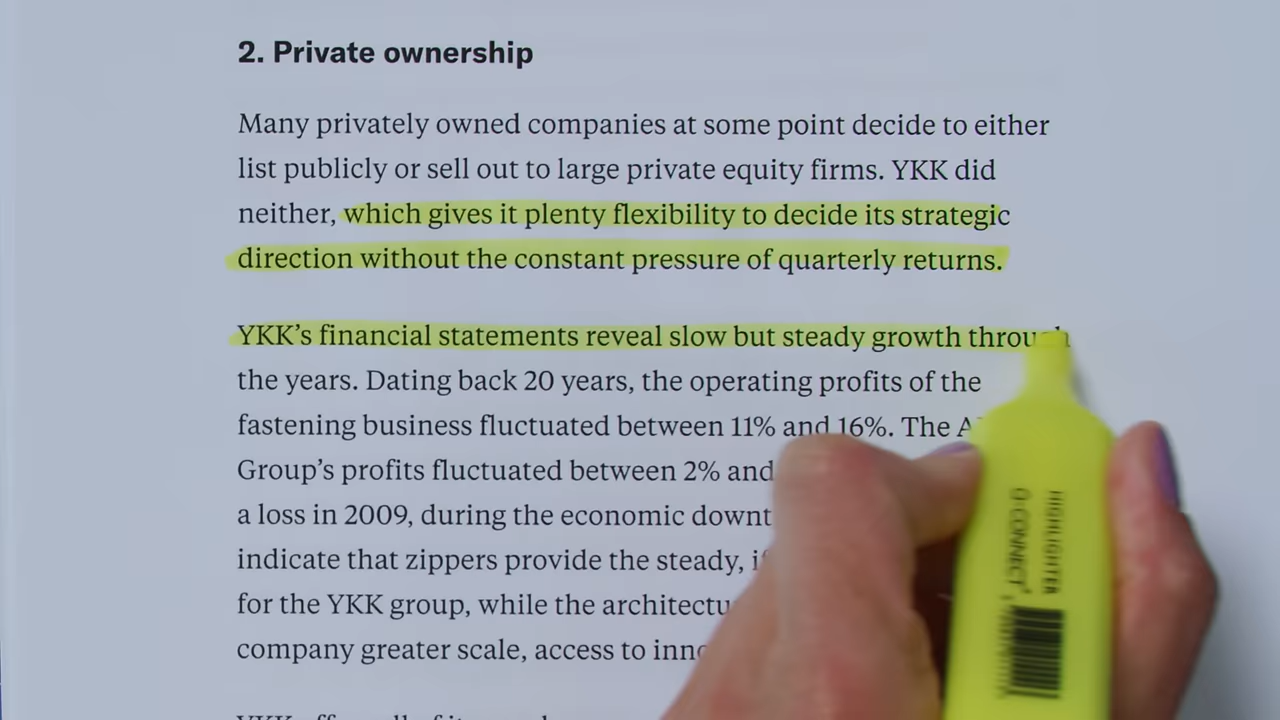 2. Private ownership
Many privately owned companies at some point decide to either
list publicly or sell out to large private equity firms. YKK did
neither, which gives it plenty flexibility to decide its strategic
direction without the constant pressure of quarterly returns.
YKK’s financial statements reveal slow but steady growth through
the years. Dating back 20 years, the operating profits of the
fastening business fluctuated between 11% and 16%. The
Group’s profits fluctuated between 2% and
a loss in 2009, during the economic
indicate that zippers provide the steady,
for the YKK group, while the
company greater scale, access to
HIGHLIGHTER
Q-CONNECT